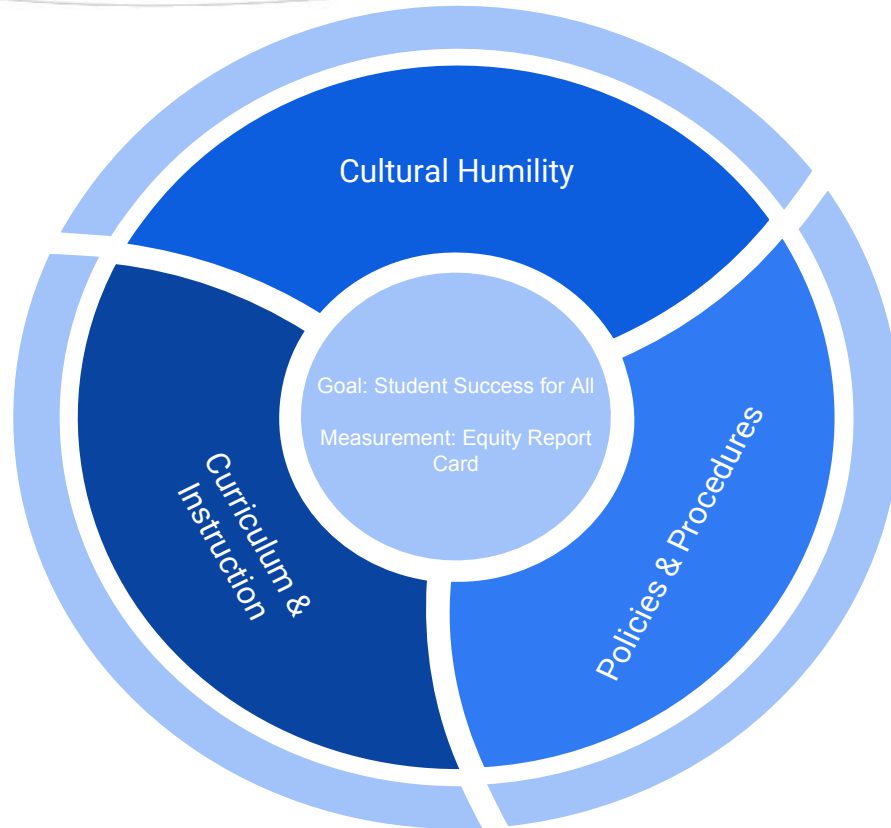 Cultural Humility
Goal: Student Success for All
Measurement: Equity Report
Card
Policies & Procedures
Curriculum &
Instruction